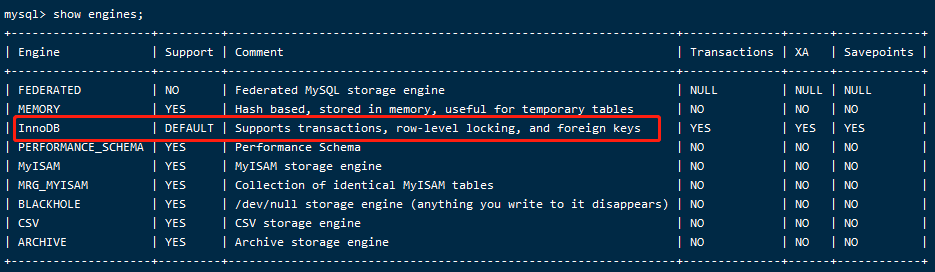 mysql> show engines;
+--------------------+---------+----------------------------------------------------------------+--------------+------+------------+
| Engine             | Support | Comment                                                        | Transactions | XA   | Savepoints |
+--------------------+---------+----------------------------------------------------------------+--------------+------+------------+
| FEDERATED          | NO      | Federated MySQL storage engine                                 | NULL         | NULL | NULL       |
| MEMORY             | YES     | Hash based, stored in memory, useful for temporary tables      | NO           | NO   | NO         |
| InnoDB             | DEFAULT | Supports transactions, row-level locking, and foreign keys     | YES          | YES  | YES        |
| PERFORMANCE_SCHEMA | YES     | Performance Schema                                             | NO           | NO   | NO         |
| MyISAM             | YES     | MyISAM storage engine                                          | NO           | NO   | NO         |
| MRG_MYISAM         | YES     | Collection of identical MyISAM tables                          | NO           | NO   | NO         |
| BLACKHOLE          | YES     | /dev/null storage engine (anything you write to it disappears) | NO           | NO   | NO         |
| CSV                | YES     | CSV storage engine                                             | NO           | NO   | NO         |
| ARCHIVE            | YES     | Archive storage engine                                         | NO           | NO   | NO         |
+--------------------+---------+----------------------------------------------------------------+--------------+------+------------+